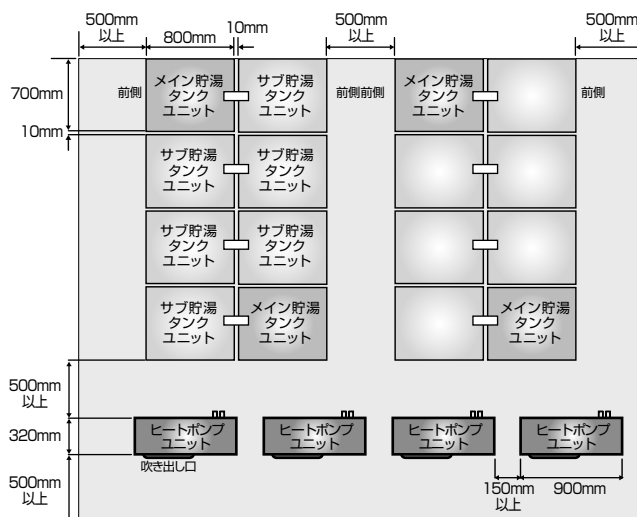 500mm
以上
800mm
10mm
500mm
以上
500mm
以上
700mm
10mm
前側
メイン貯湯
タンク
ユニット
サブ貯湯
タンク
ユニット
前側前側
メイン貯湯
タンク
ユニット
前側
サブ貯湯
タンク
ユニット
サブ貯湯
タンク
ユニット
サブ貯湯
タンク
ユニット
サブ貯湯
タンク
ユニット
サブ貯湯
タンク
ユニット
メイン貯湯
タンク
ユニット
メイン貯湯
タンク
ユニット
500mm
以上
320mm
500mm
以上
ヒートポンプ
ユニット
ヒートポンプ
ユニット
ヒートポンプ
ユニット
ヒートポンプ
ユニット
吹き出し口
150mm
以上
900mm